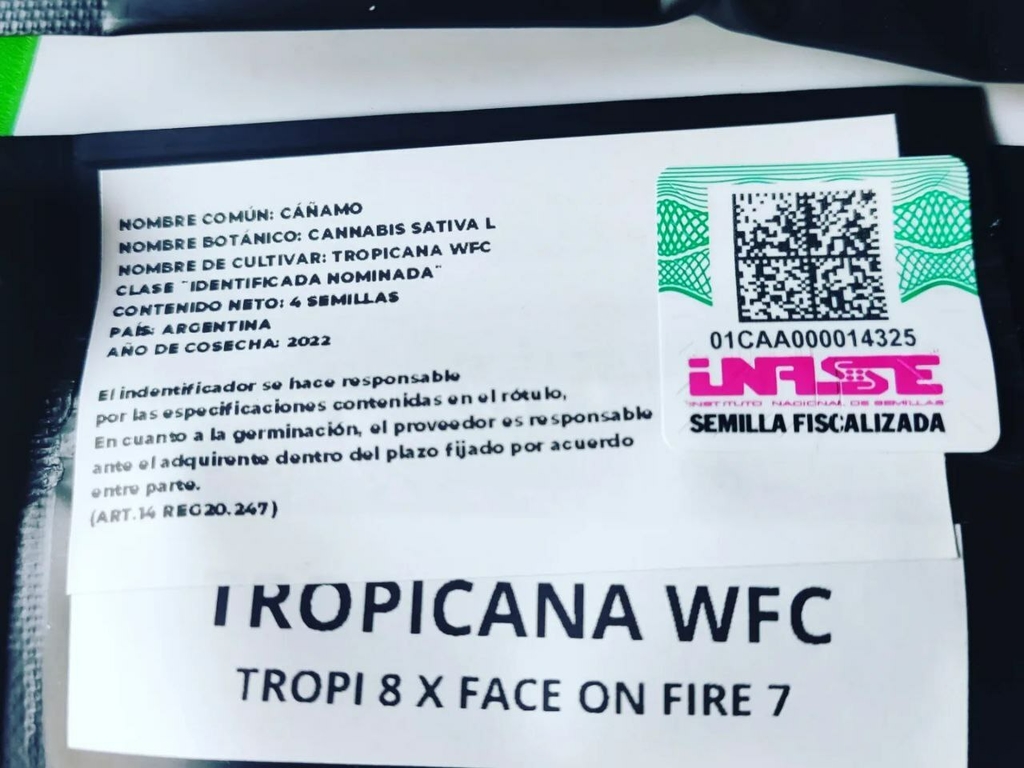 NOMBRE COMÚN: CÁÑAMO
NOMBRE BOTÁNICO: CANNABIS SATIVA L
NOMBRE DE CULTIVAR: TROPICANA WFC
CLASE "IDENTIFICADA NOMINADA"
CONTENIDO NETO: 4 SEMILLAS
PAÍS: ARGENTINA
AÑO DE COSECHA: 2022
El indentificador se hace responsable
por las especificaciones contenidas en el rótulo,
En cuanto a la germinación, el proveedor es responsable
ante el adquirente dentro del plazo fijado por acuerdo
entre parte.
(ART.14 REG20.247)
01CAA000014325
INASE
INSTITUTO NACIONAL DE SEMILLAS
SEMILLA FISCALIZADA
TROPICANA WFC
TROPI 8 X FACE ON FIRE 7